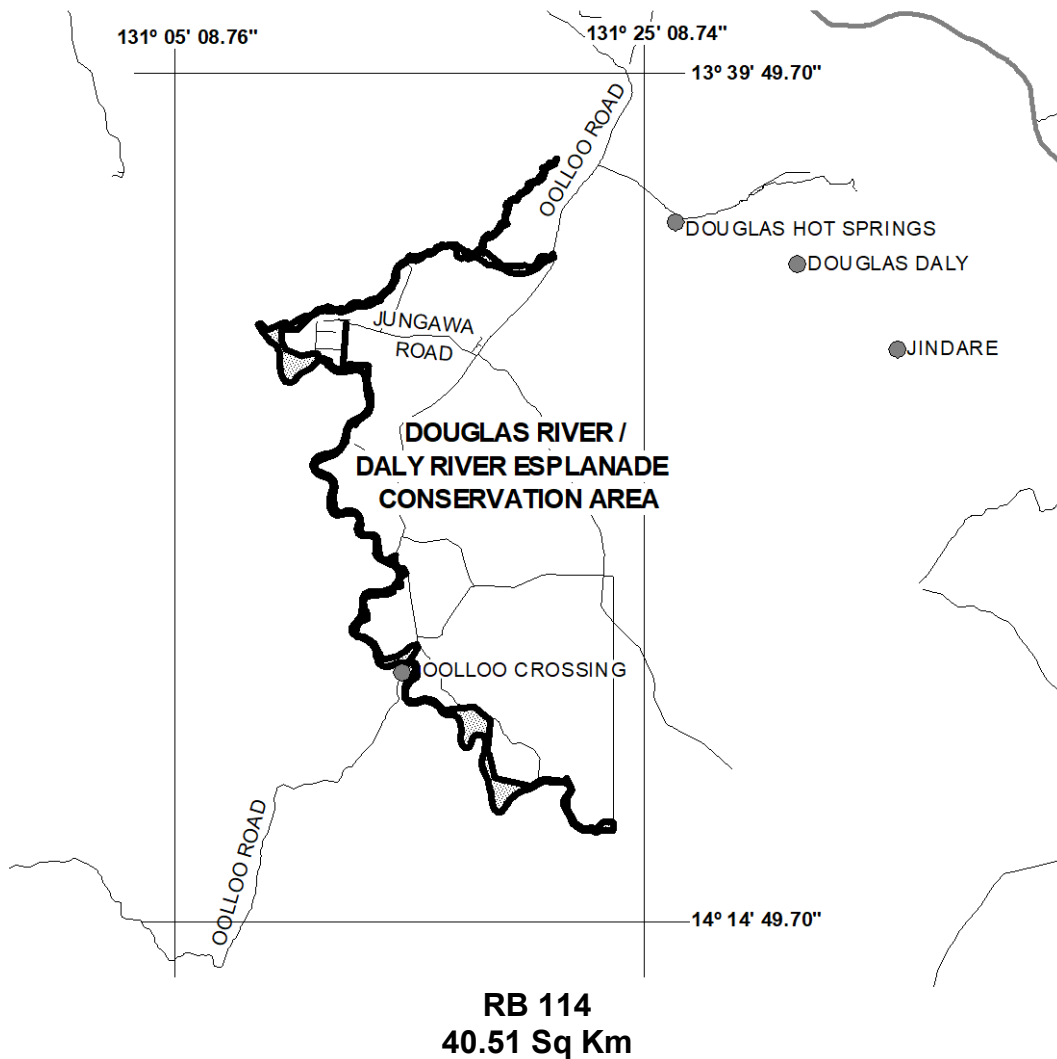 131º 05' 08.76"
131º 25' 08.74"
13º 39' 49.70"
OOLLOO ROAD
DOUGLAS HOT SPRINGS
DOUGLAS DALY
JUNGAWA
ROAD
JINDARE
DOUGLAS RIVER /
DALY RIVER ESPLANADE
CONSERVATION AREA
OOLLOO CROSSING
OOLLOO ROAD
14º 14' 49.70"
RB 114
40.51 Sq Km